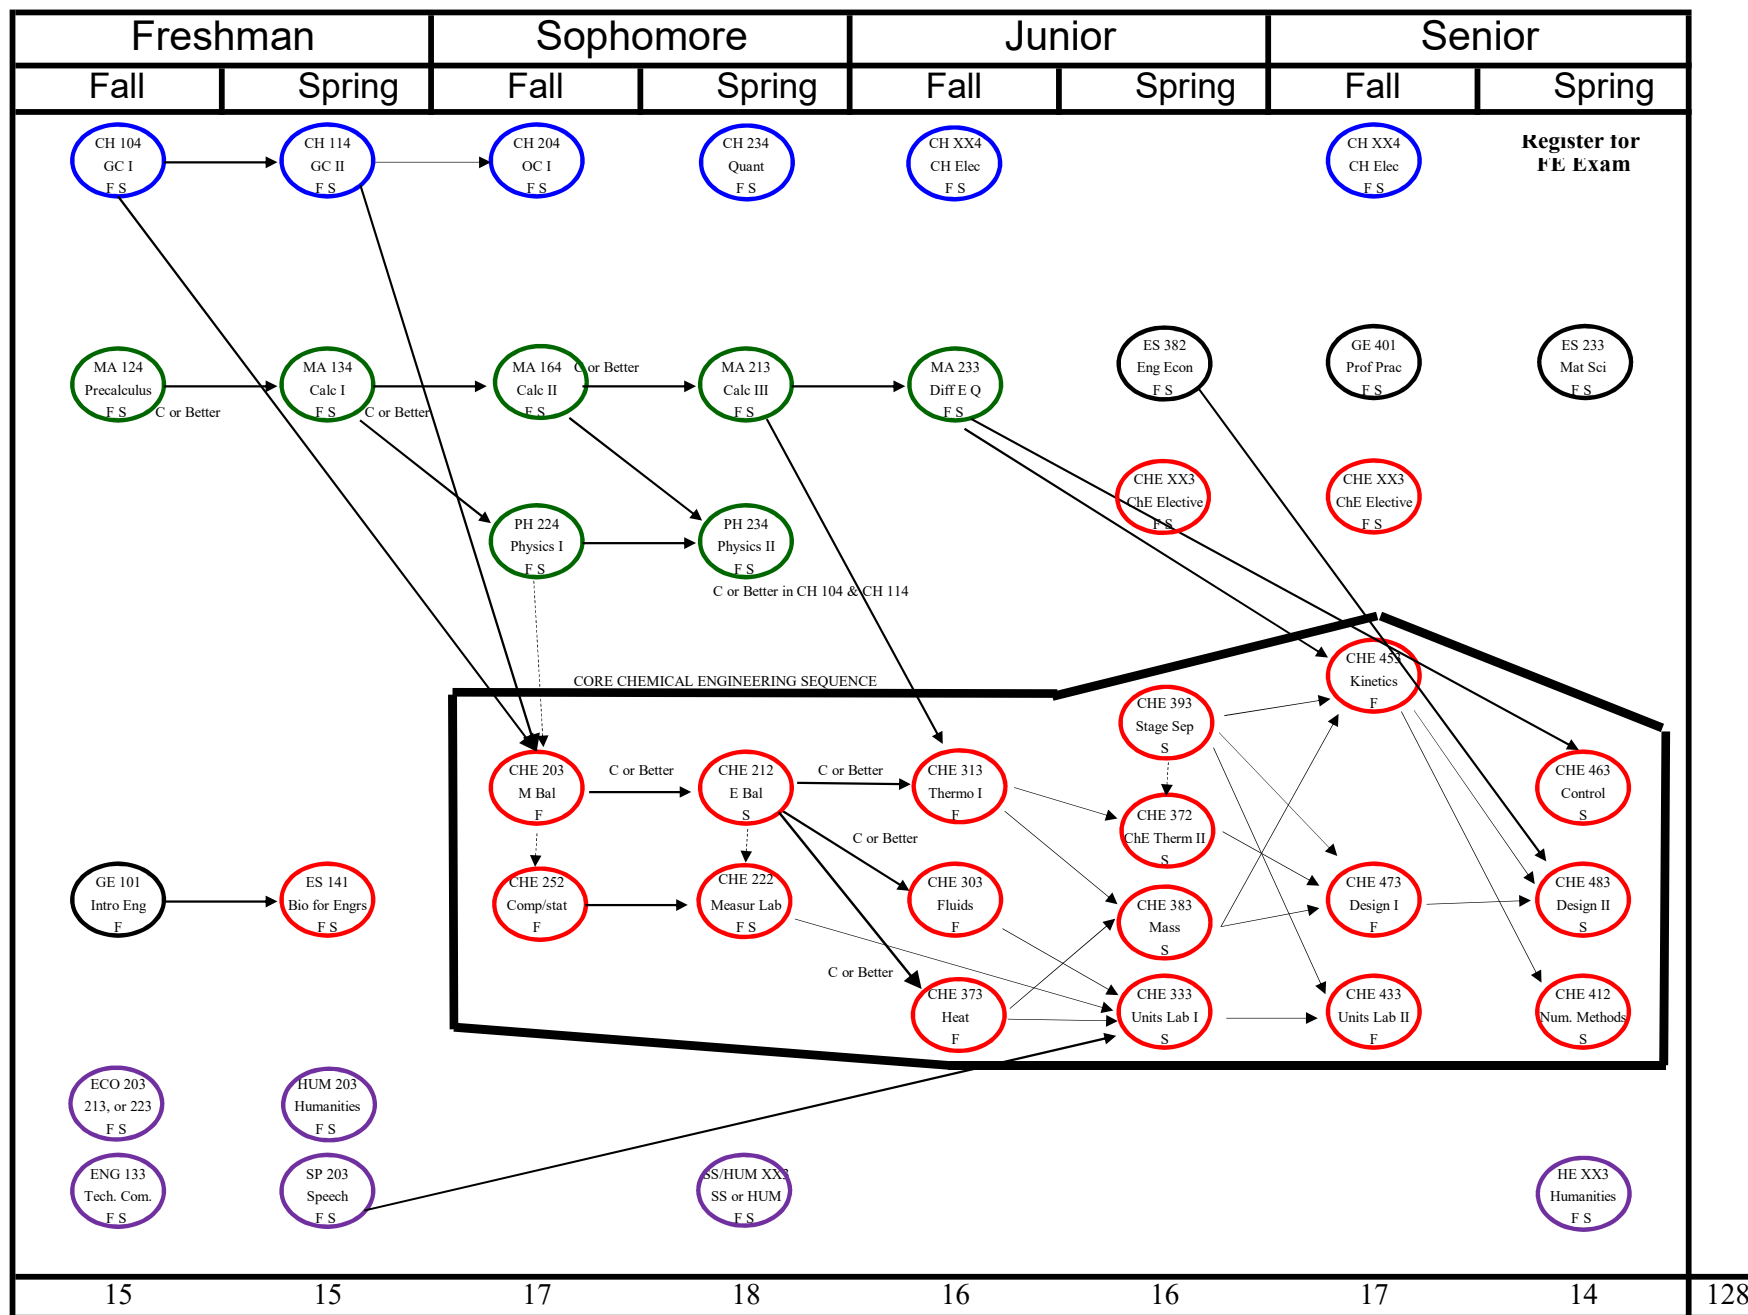 Freshman
Sophomore
Junior
Senior
Fall
Spring
Fall
Spring
Fall
Spring
Fall
Spring
CH 104
GC I
F S
CH 114
GC II
F S
CH 204
OC I
F S
CH 234
Quant
F S
CH XX4
CH Elec
F S
CH XX4
CH Elec
F S
Register for
FE Exam
MA 124
Precalculus
F S
C or Better
MA 134
Calc I
F S
C or Better
MA 164
Calc II
F S
C or Better
MA 213
Calc III
F S
MA 233
Diff E Q
F S
ES 382
Eng Econ
F S
GE 401
Prof Prac
F S
ES 233
Mat Sci
F S
CHE XX3
ChE Elective
F S
CHE XX3
ChE Elective
F S
PH 224
Physics I
F S
PH 234
Physics II
F S
C or Better in CH 104 & CH 114
CORE CHEMICAL ENGINEERING SEQUENCE
CHE 453
Kinetics
F
CHE 393
Stage Sep
S
CHE 203
M Bal
F
C or Better
CHE 212
E Bal
S
C or Better
CHE 313
Thermo I
F
CHE 372
ChE Therm II
S
CHE 463
Control
S
C or Better
GE 101
Intro Eng
F
ES 141
Bio for Engrs
F S
CHE 252
Comp/stat
F
CHE 222
Measur Lab
F S
CHE 303
Fluids
F
CHE 383
Mass
S
CHE 473
Design I
F
CHE 483
Design II
S
C or Better
CHE 373
Heat
F
CHE 333
Units Lab I
S
CHE 433
Units Lab II
F
CHE 412
Num. Methods
S
ECO 203
213, or 223
F S
HUM 203
Humanities
F S
ENG 133
Tech. Com.
F S
SP 203
Speech
F S
SS/HUM XX3
SS or HUM
F S
HE XX3
Humanities
F S
15
15
17
18
16
16
17
14
128